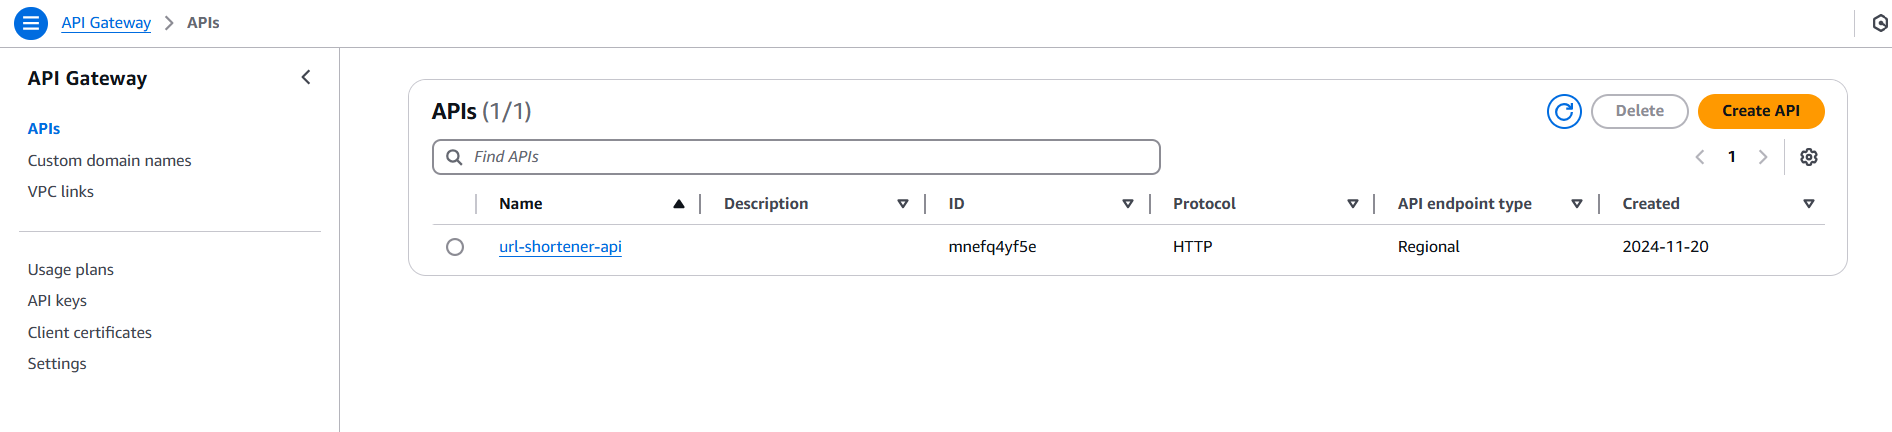 API Gateway > APIs
API Gateway
APIs
Custom domain names
VPC links
Usage plans
API keys
Client certificates
Settings
APIs (1/1)
Delete
Create API
Find APIs
1
Name Description ID Protocol API endpoint type Created
url-shortener-api mnefq4yf5e HTTP Regional 2024-11-20